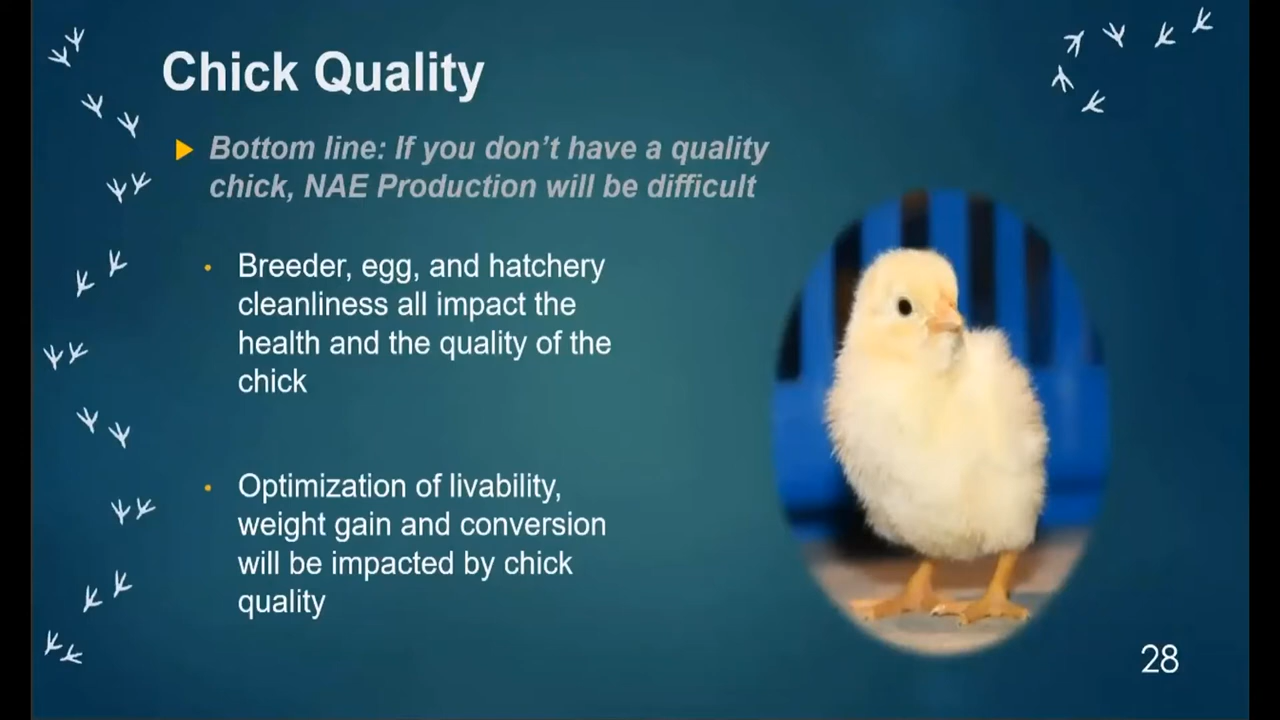 Chick Quality
Bottom line: If you don’t have a quality
chick, NAE Production will be difficult
Breeder, egg, and hatchery
cleanliness all impact the
health and the quality of the
chick
Optimization of livability,
weight gain and conversion
will be impacted by chick
quality
28